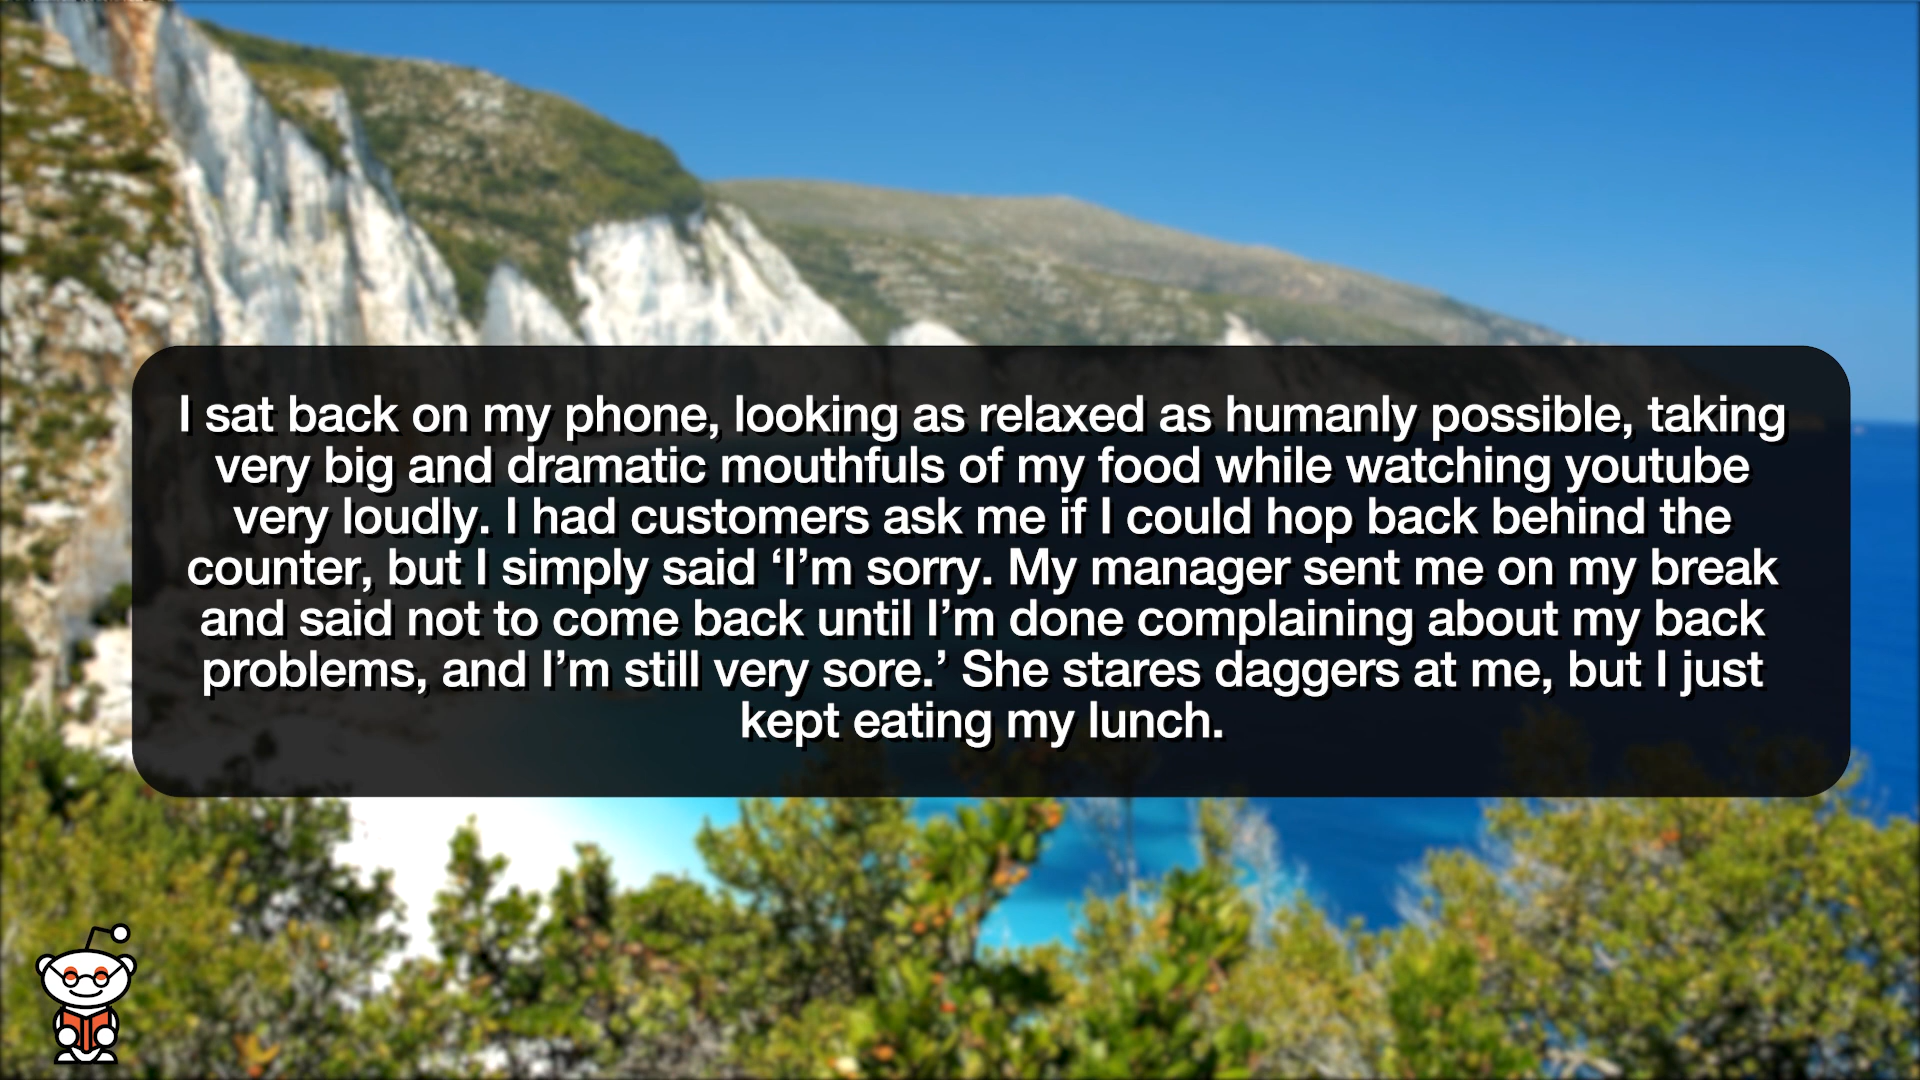 I sat back on my phone, looking as relaxed as humanly possible, taking
very big and dramatic mouthfuls of my food while watching youtube
very loudly. I had customers ask me if I could hop back behind the
counter, but I simply said ‘I’m sorry. My manager sent me on my break
and said not to come back until I’m done complaining about my back
problems, and I’m still very sore.’ She stares daggers at me, but I just
kept eating my lunch.